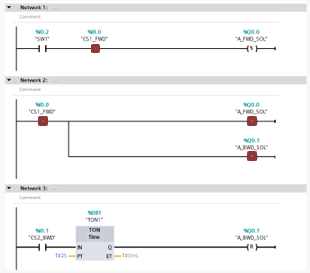 Network 1: ...
Comment
%I0.2 %I0.0 %Q0.0
"SW1" "CS1_FWD" "A_FWD_SOL"
S
Network 2: ...
Comment
%I0.0 %Q0.0
"CS1_FWD" "A_FWD_SOL"
%Q0.1
"A_BWD_SOL"
Network 3: ...
Comment
%DB1
%I0.1 "TON1" %Q0.1
"CS2_BWD" TON "A_BWD_SOL"
Time
IN Q R
T#2S PT ET T#0ms